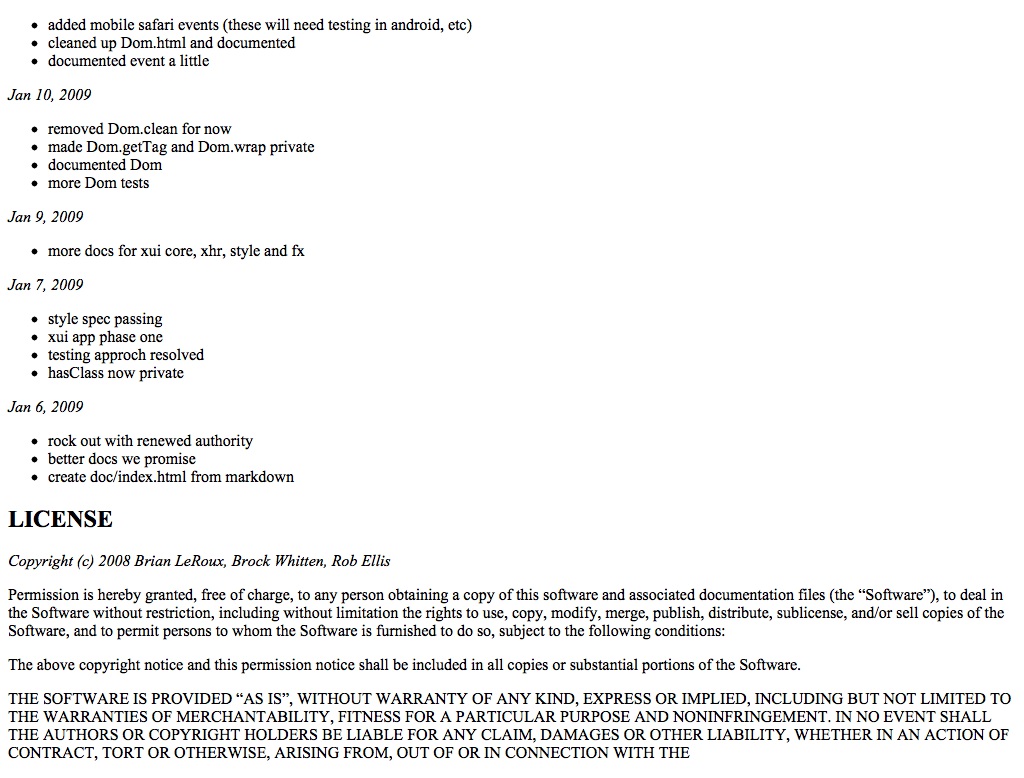 added mobile safari events (these will need testing in android, etc)
cleaned up Dom.html and documented
documented event a little
Jan 10, 2009
removed Dom.clean for now
made Dom.getTag and Dom.wrap private
documented Dom
more Dom tests
Jan 9, 2009
more docs for xui core, xhr, style and fx
Jan 7, 2009
style spec passing
xui app phase one
testing approch resolved
hasClass now private
Jan 6, 2009
rock out with renewed authority
better docs we promise
create doc/index.html from markdown
LICENSE
Copyright (c) 2008 Brian LeRoux, Brock Whitten, Rob Ellis
Permission is hereby granted, free of charge, to any person obtaining a copy of this software and associated documentation files (the “Software”), to deal in
the Software without restriction, including without limitation the rights to use, copy, modify, merge, publish, distribute, sublicense, and/or sell copies of the
Software, and to permit persons to whom the Software is furnished to do so, subject to the following conditions:
The above copyright notice and this permission notice shall be included in all copies or substantial portions of the Software.
THE SOFTWARE IS PROVIDED “AS IS”, WITHOUT WARRANTY OF ANY KIND, EXPRESS OR IMPLIED, INCLUDING BUT NOT LIMITED TO
THE WARRANTIES OF MERCHANTABILITY, FITNESS FOR A PARTICULAR PURPOSE AND NONINFRINGEMENT. IN NO EVENT SHALL
THE AUTHORS OR COPYRIGHT HOLDERS BE LIABLE FOR ANY CLAIM, DAMAGES OR OTHER LIABILITY, WHETHER IN AN ACTION OF
CONTRACT, TORT OR OTHERWISE, ARISING FROM, OUT OF OR IN CONNECTION WITH THE